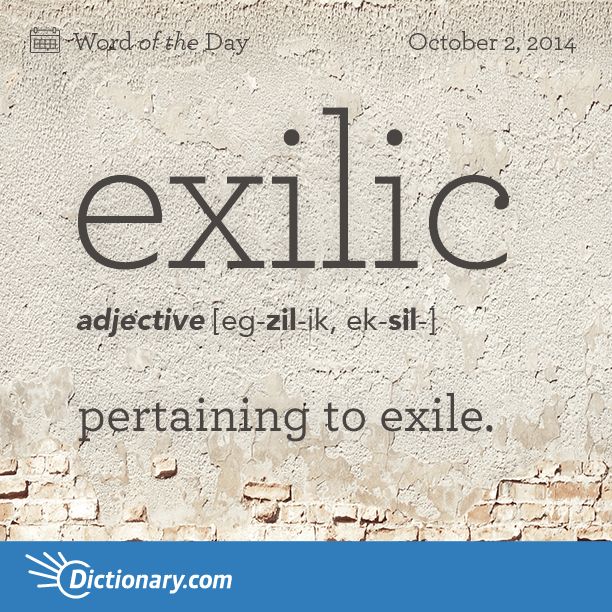 Word of the Day
October 2, 2014
exilic
adjective [eg-zil-ik, ek-sil-]
pertaining to exile.
Dictionary.com